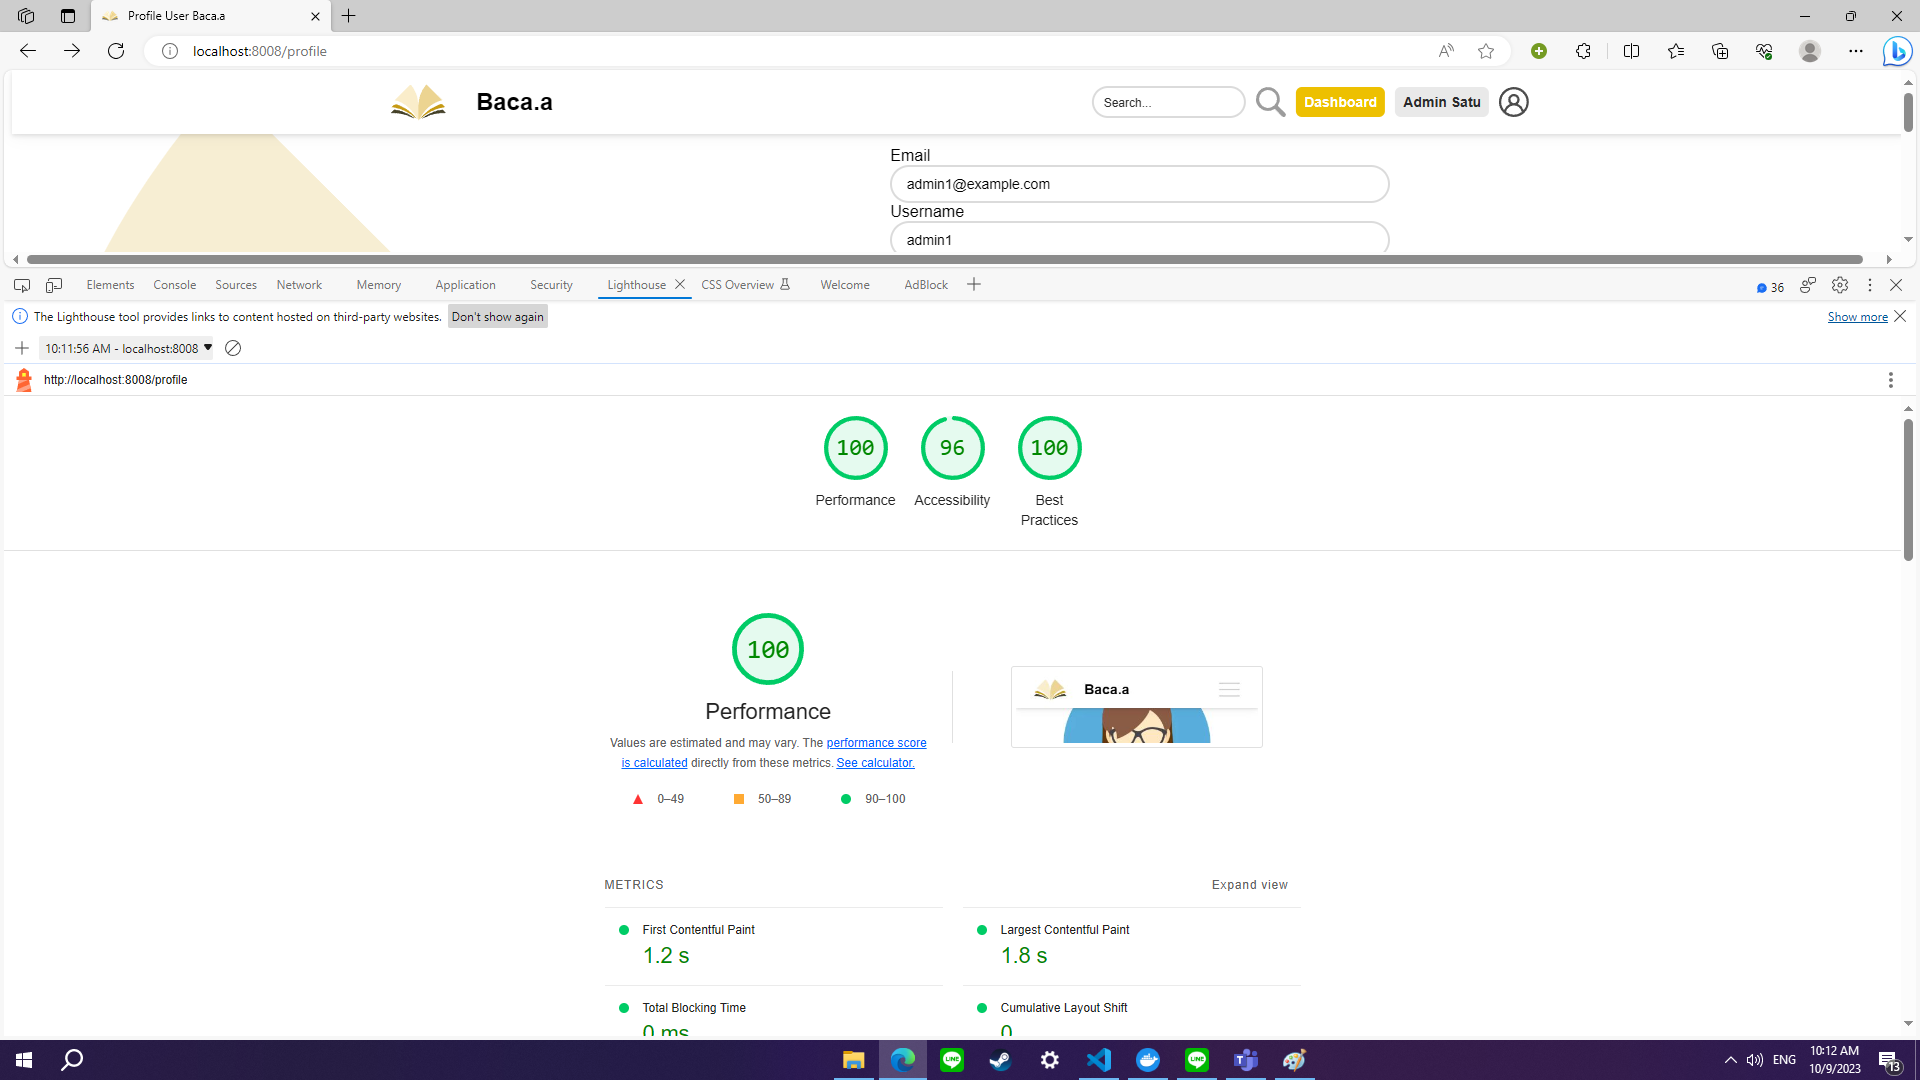 Profile User Baca.a
localhost:8008/profile
Baca.a
Search...
Dashboard
Admin Satu
Email
admin1@example.com
Username
admin1
Elements Console Sources Network Memory Application Security Lighthouse CSS Overview Welcome AdBlock
36
The Lighthouse tool provides links to content hosted on third-party websites. Don't show again
Show more
10:11:56 AM - localhost:8008
http://localhost:8008/profile
100 96 100
Performance Accessibility Best
Practices
100
Performance
Values are estimated and may vary. The performance score
is calculated directly from these metrics. See calculator.
0–49 50–89 90–100
Baca.a
METRICS
Expand view
First Contentful Paint
1.2 s
Largest Contentful Paint
1.8 s
Total Blocking Time
0 ms
Cumulative Layout Shift
0
ENG
10:12 AM
10/9/2023
13